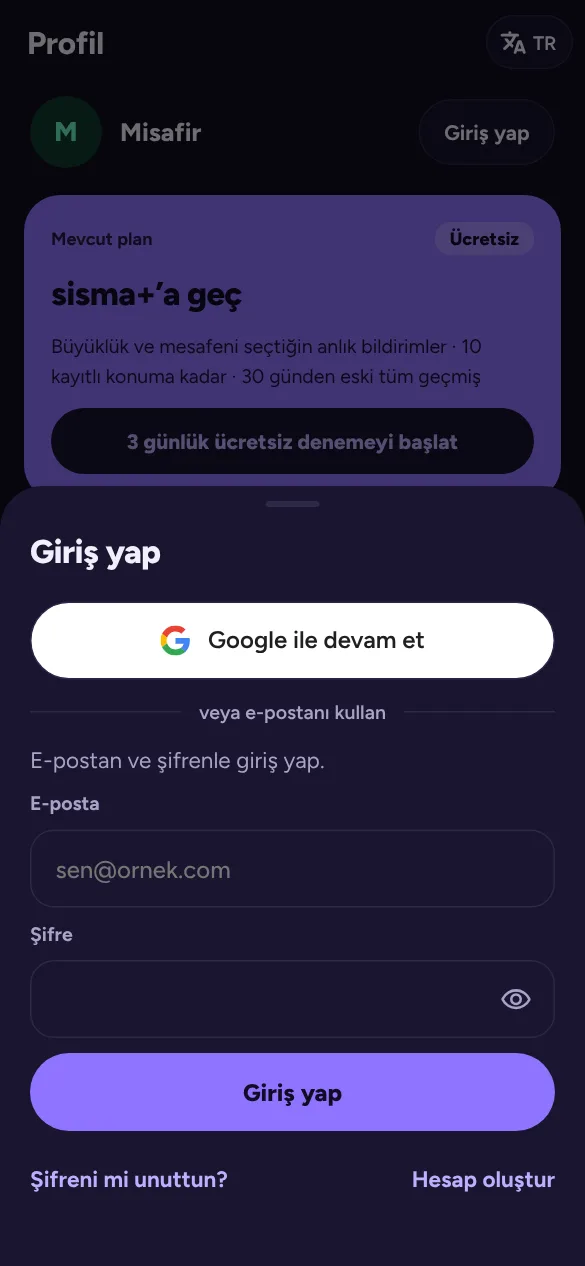 Profil
TR
M
Misafir
Giriş yap
Mevcut plan
Ücretsiz
sisma+’a geç
Büyüklük ve mesafeni seçtiğin anlık bildirimler · 10
kayıtlı konuma kadar · 30 günden eski tüm geçmiş
3 günlük ücretsiz denemeyi başlat
Giriş yap
Google ile devam et
veya e-postanı kullan
E-postan ve şifrenle giriş yap.
E-posta
sen@ornek.com
Şifre
Giriş yap
Şifreni mi unuttun?
Hesap oluştur